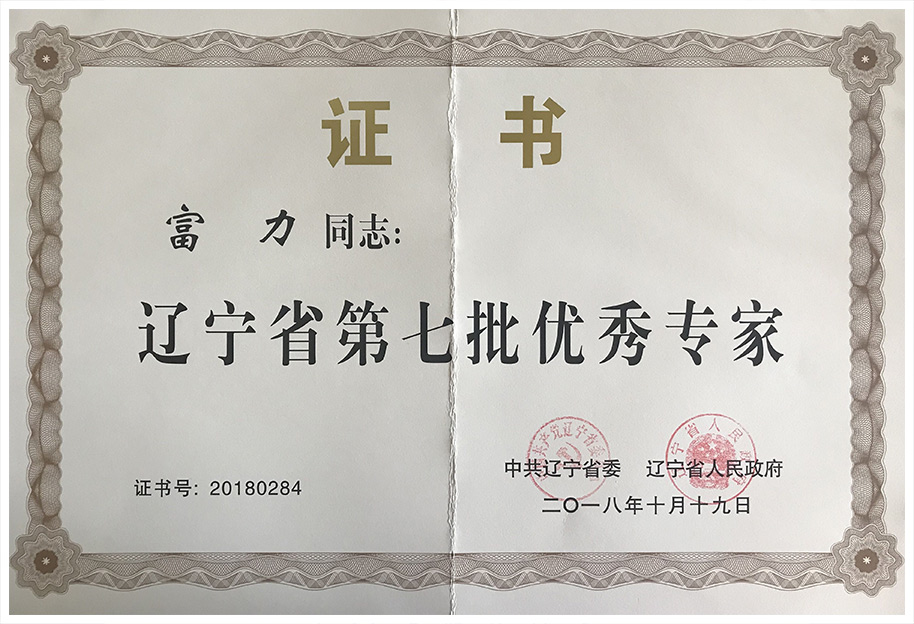 证 书
富 力 同志:
辽宁省第七批优秀专家
中共辽宁省委 辽宁省人民政府
证书号: 20180284
二〇一八年十月十九日